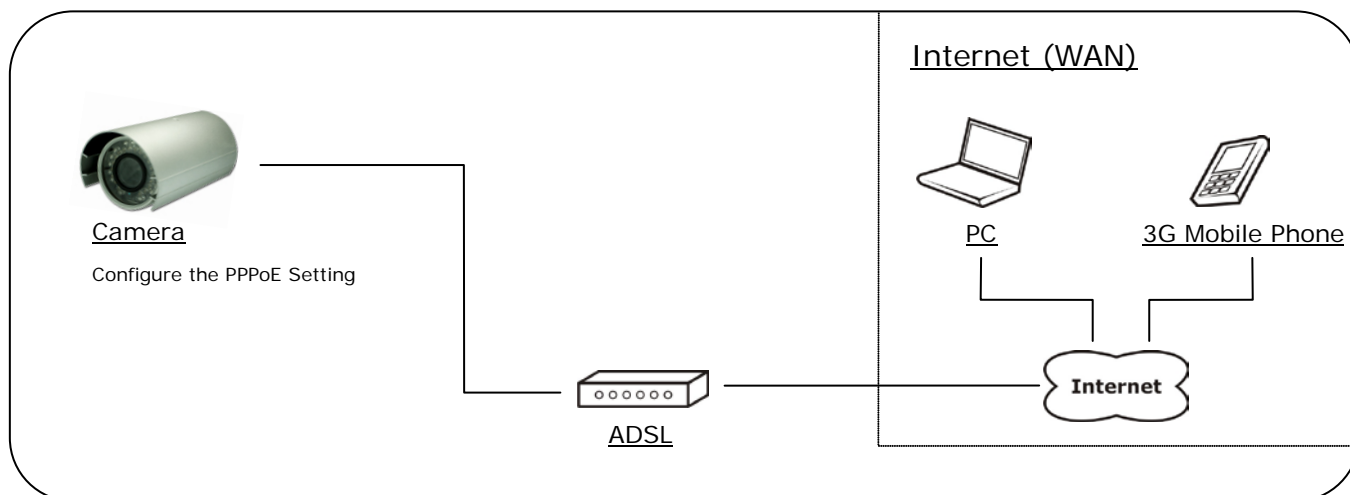 Internet (WAN)
Camera
Configure the PPPoE Setting
PC
3G Mobile Phone
Internet
ADSL